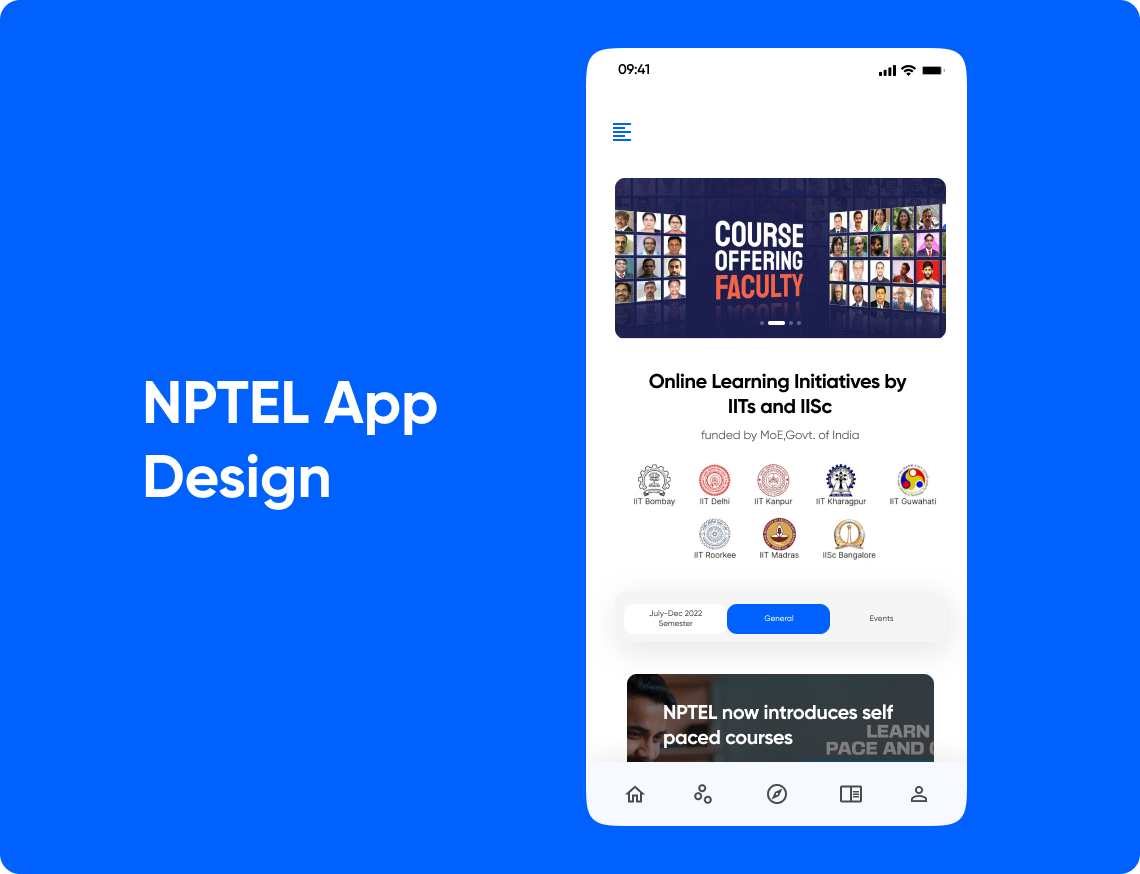 NPTEL App
Design
09:41
COURSE
OFFERING
FACULTY
Online Learning Initiatives by
IITs and IISc
funded by MoE,Govt. of India
IIT Bombay
IIT Delhi
IIT Kanpur
IIT Kharagpur
IIT Guwahati
IIT Roorkee
IIT Madras
IISc Bangalore
July-Dec 2022
Semester
General
Events
NPTEL now introduces self
paced courses
LEARN
PACE AND